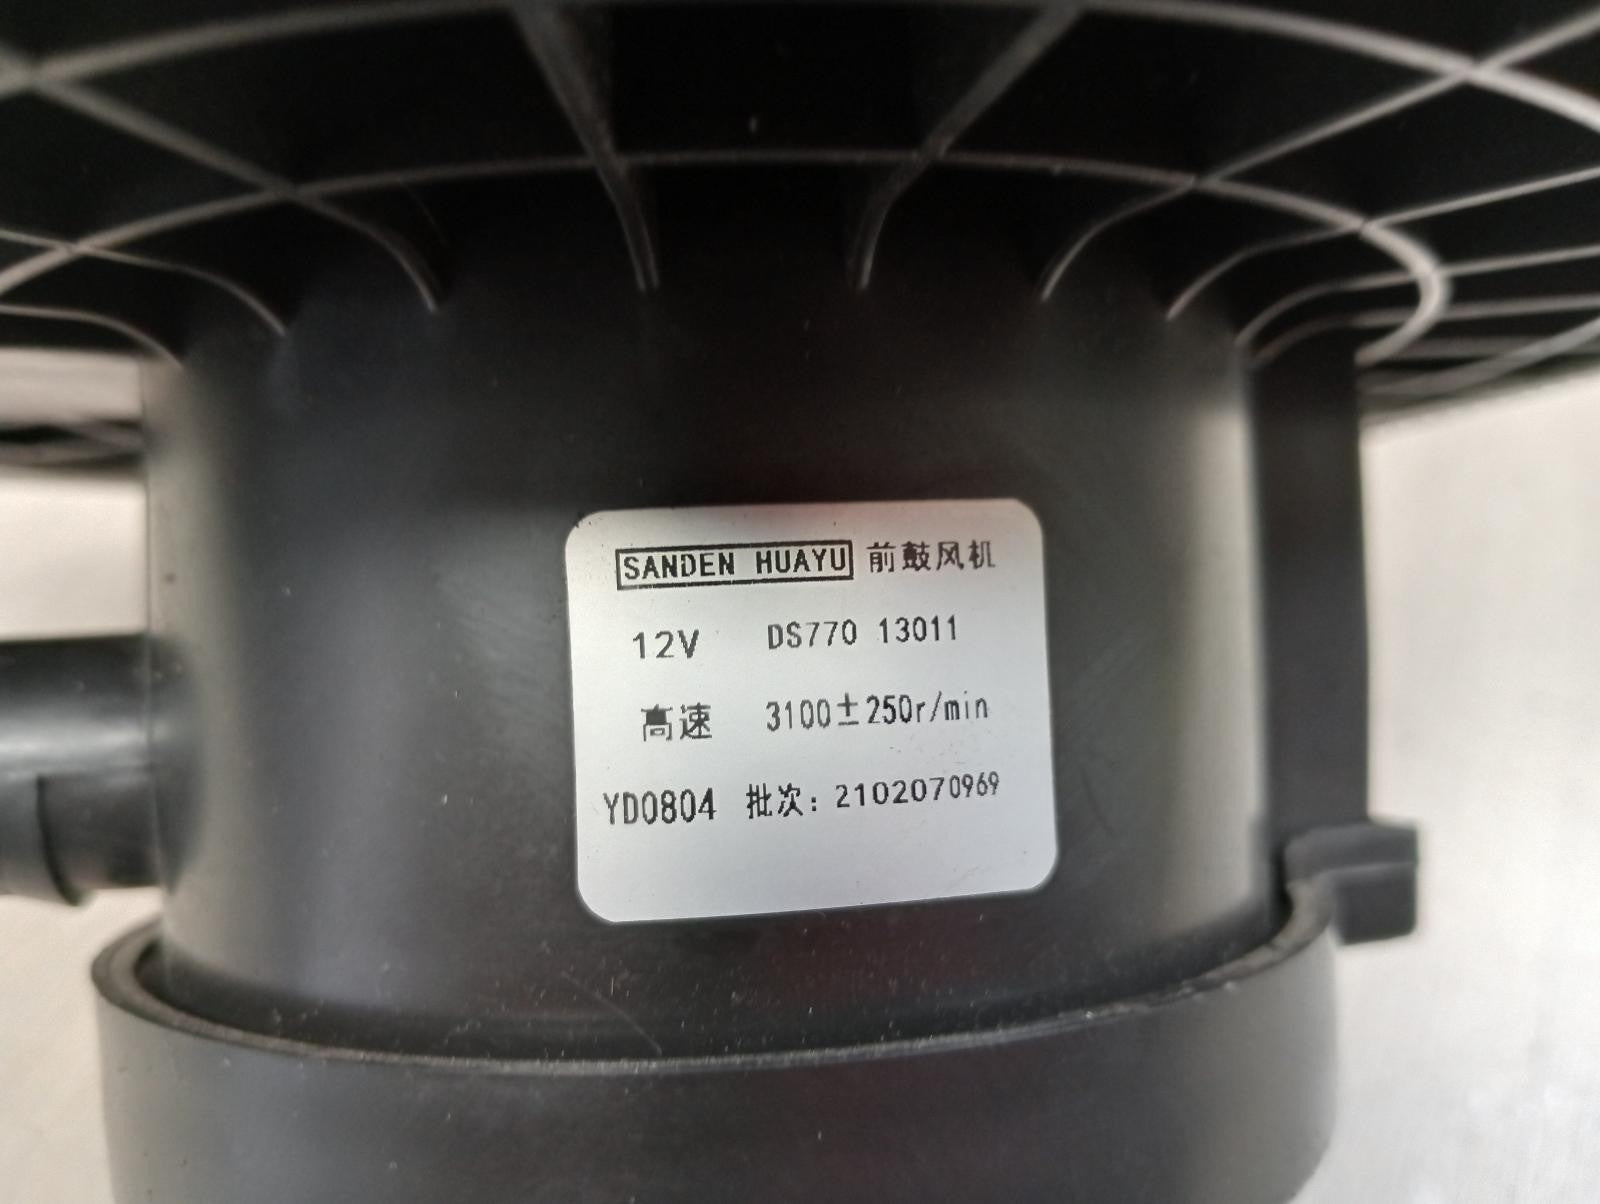 SANDEN HUAYU 前鼓风机
12V DS770 13011
高速 3100±250r/min
YD0804 批次: 2102070969